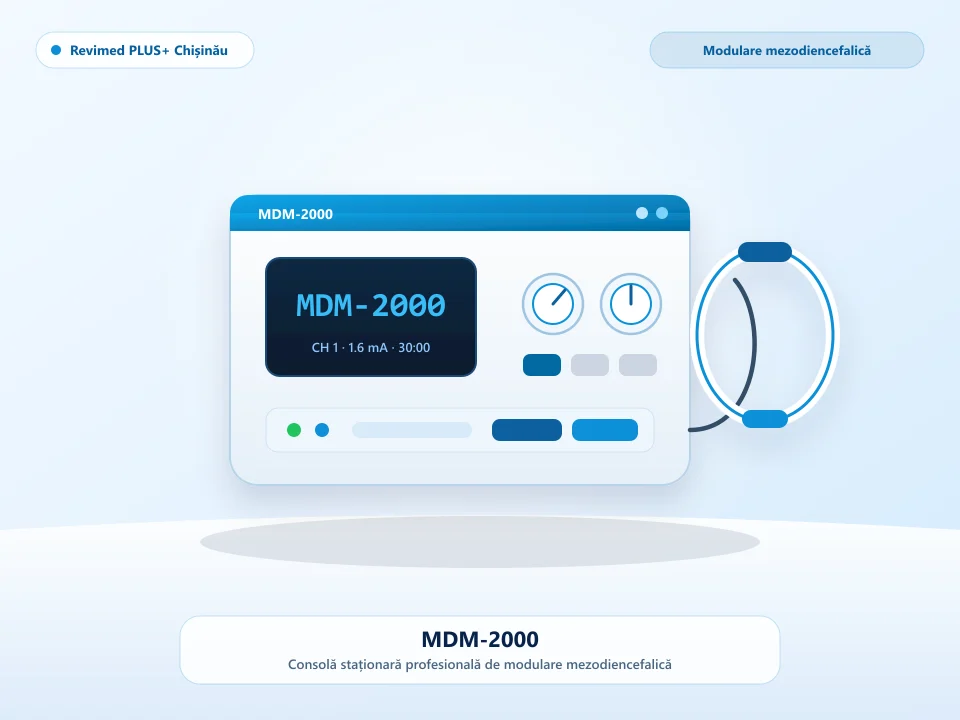 Revimed PLUS+ Chișinău
Modulare mezodiencefalică
MDM-2000
MDM-2000
CH 1 · 1.6 mA · 30:00
MDM-2000
Consolă staționară profesională de modulare mezodiencefalică